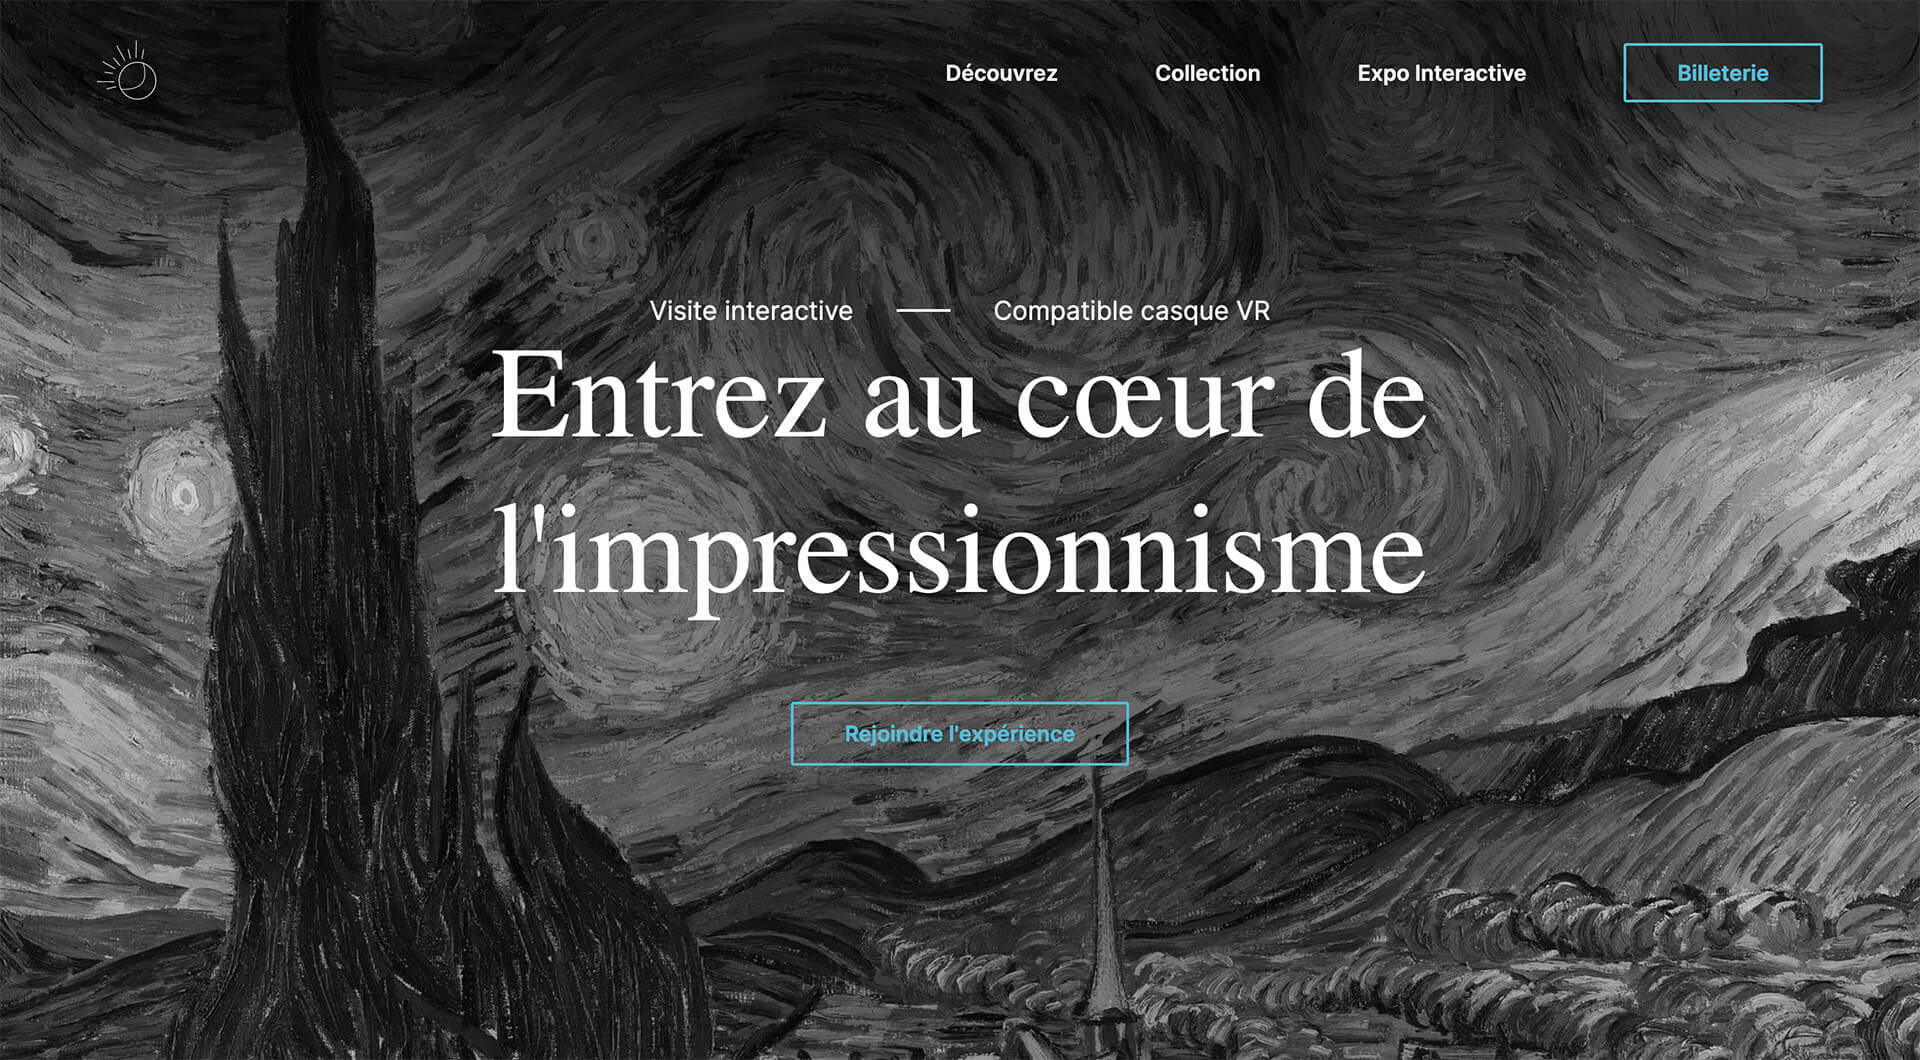 Découvrez
Collection
Expo Interactive
Billeterie
Visite interactive — Compatible casque VR
Entrez au cœur de
l'impressionnisme
Rejoindre l'expérience